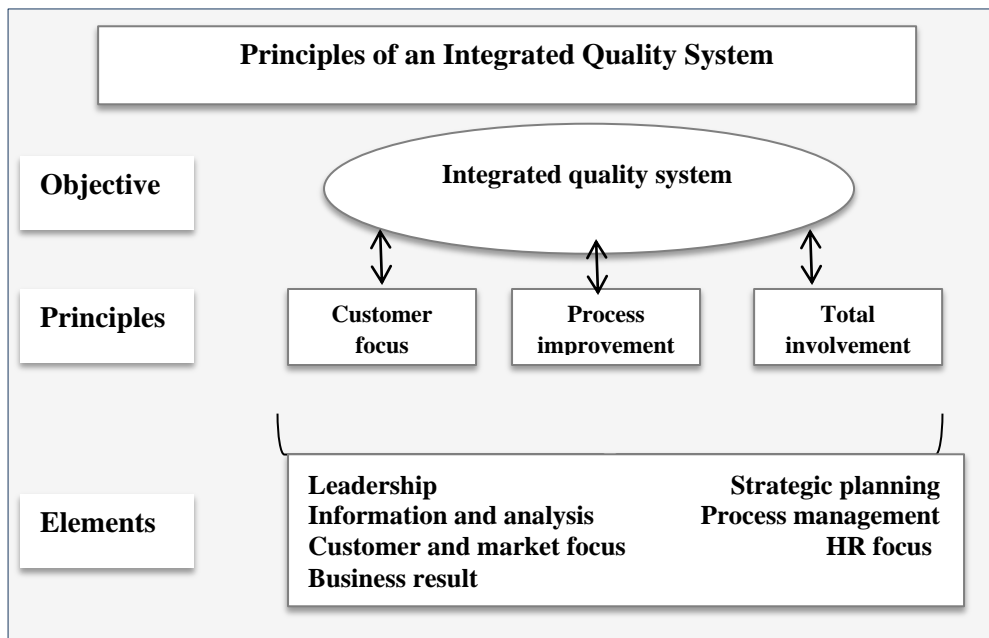 Principles of an Integrated Quality System
Objective
Integrated quality system
Principles
Customer
focus
Process
improvement
Total
involvement
Elements
Leadership
Information and analysis
Customer and market focus
Business result
Strategic planning
Process management
HR focus